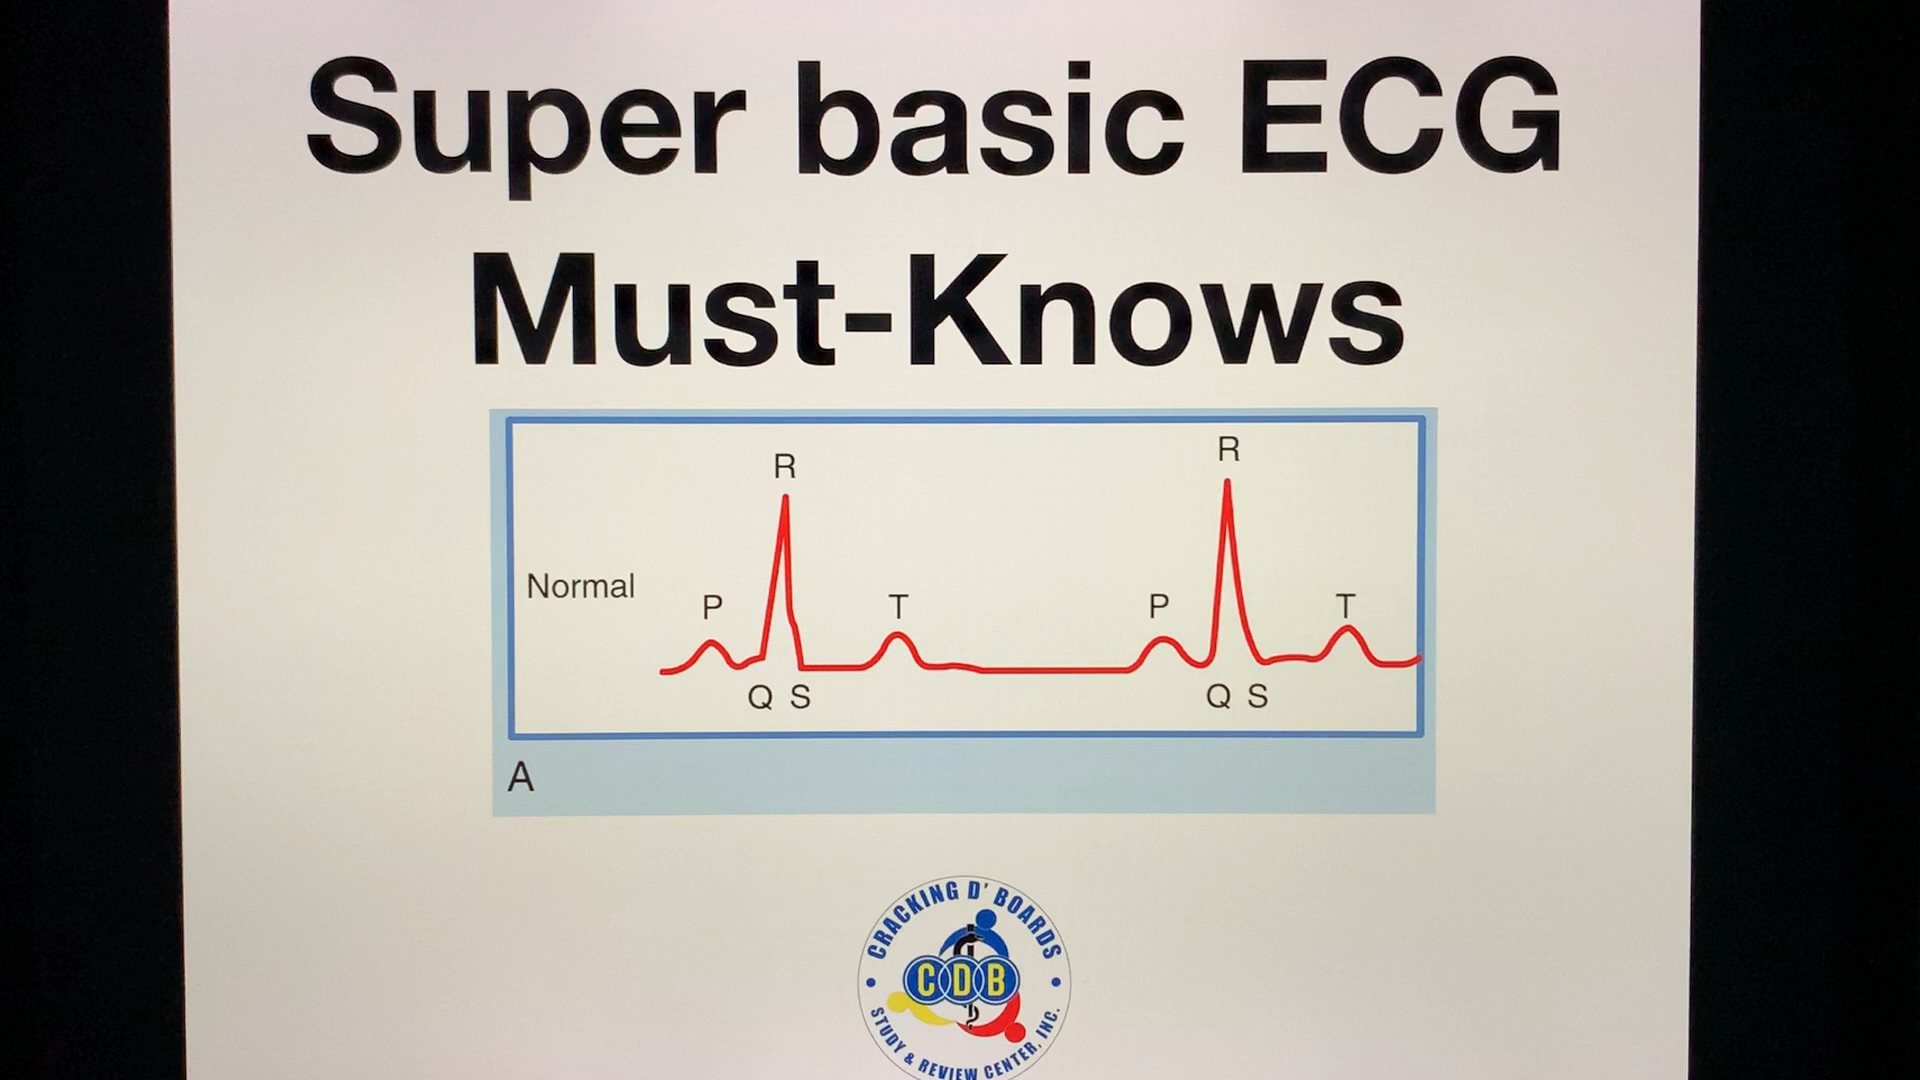 Super basic ECG
Must-Knows
R
R
Normal
P
T
P
T
Q S
Q S
A
CRACKING D' BOARDS
CDB
STUDY & REVIEW CENTER, INC.